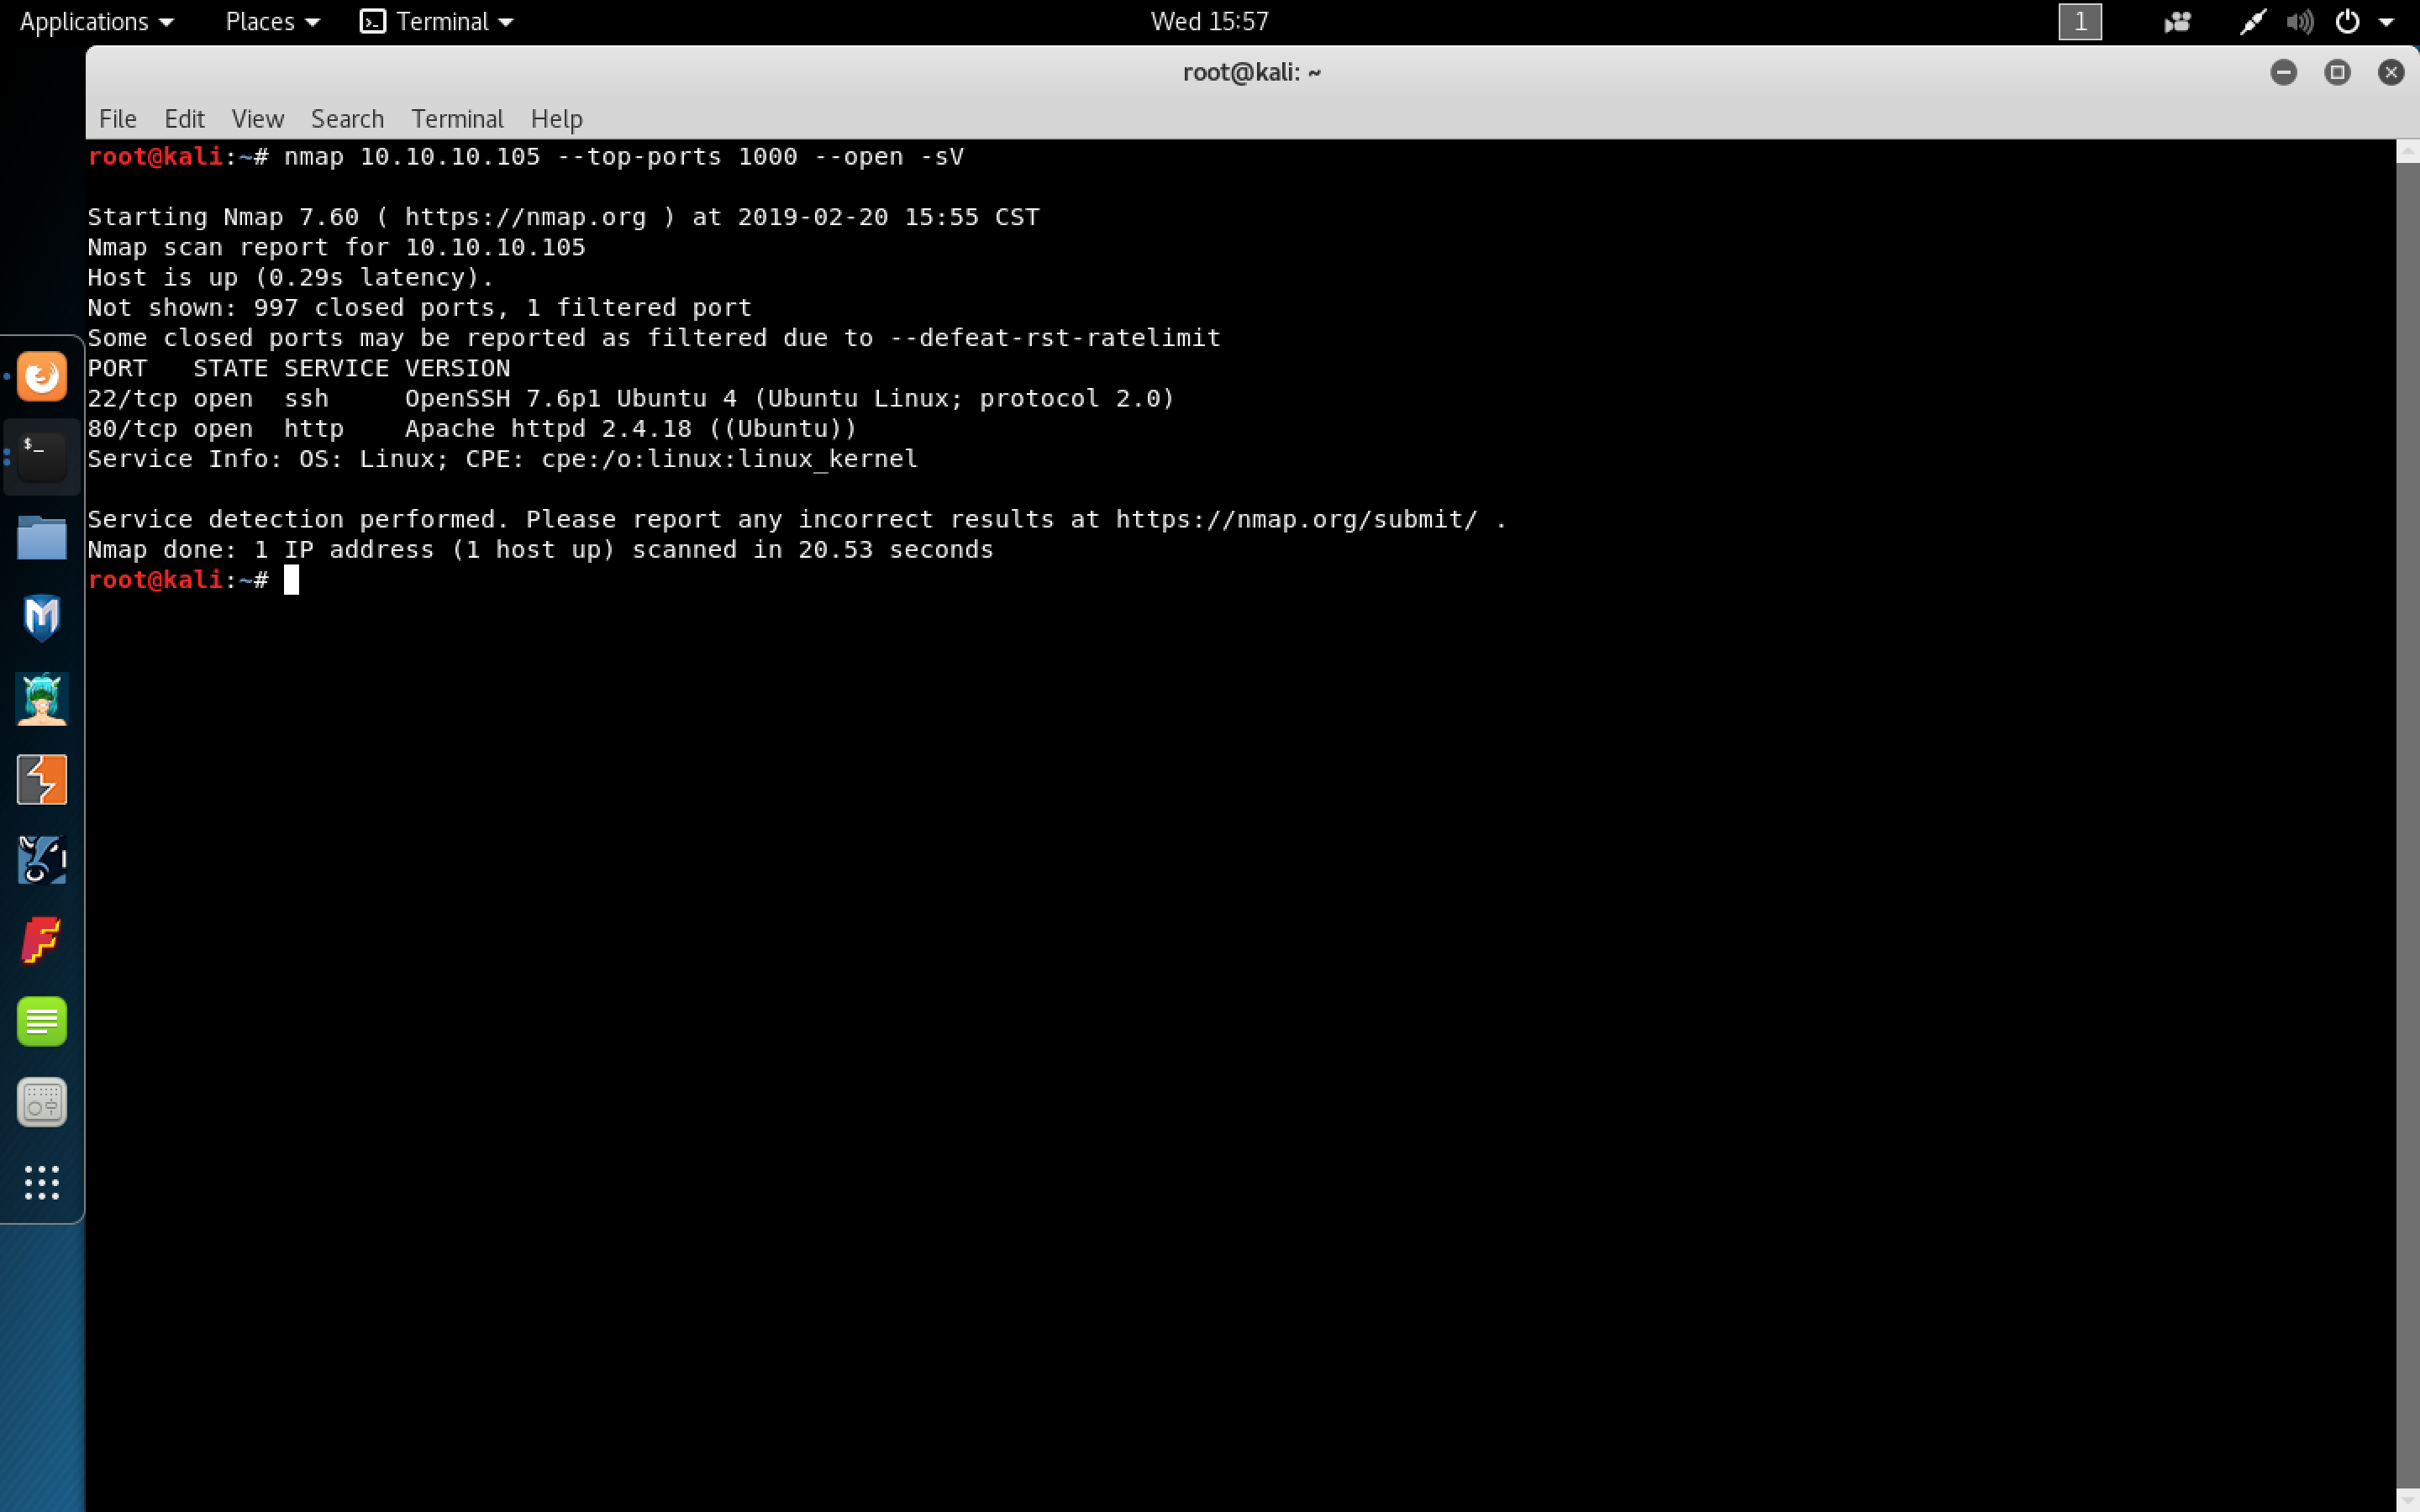 Applications Places Terminal Wed 15:57 1
root@kali: ~
File Edit View Search Terminal Help
root@kali:~# nmap 10.10.10.105 --top-ports 1000 --open -sV
Starting Nmap 7.60 ( https://nmap.org ) at 2019-02-20 15:55 CST
Nmap scan report for 10.10.10.105
Host is up (0.29s latency).
Not shown: 997 closed ports, 1 filtered port
Some closed ports may be reported as filtered due to --defeat-rst-ratelimit
PORT   STATE SERVICE VERSION
22/tcp open  ssh     OpenSSH 7.6p1 Ubuntu 4 (Ubuntu Linux; protocol 2.0)
80/tcp open  http    Apache httpd 2.4.18 ((Ubuntu))
Service Info: OS: Linux; CPE: cpe:/o:linux:linux_kernel
Service detection performed. Please report any incorrect results at https://nmap.org/submit/ .
Nmap done: 1 IP address (1 host up) scanned in 20.53 seconds
root@kali:~#